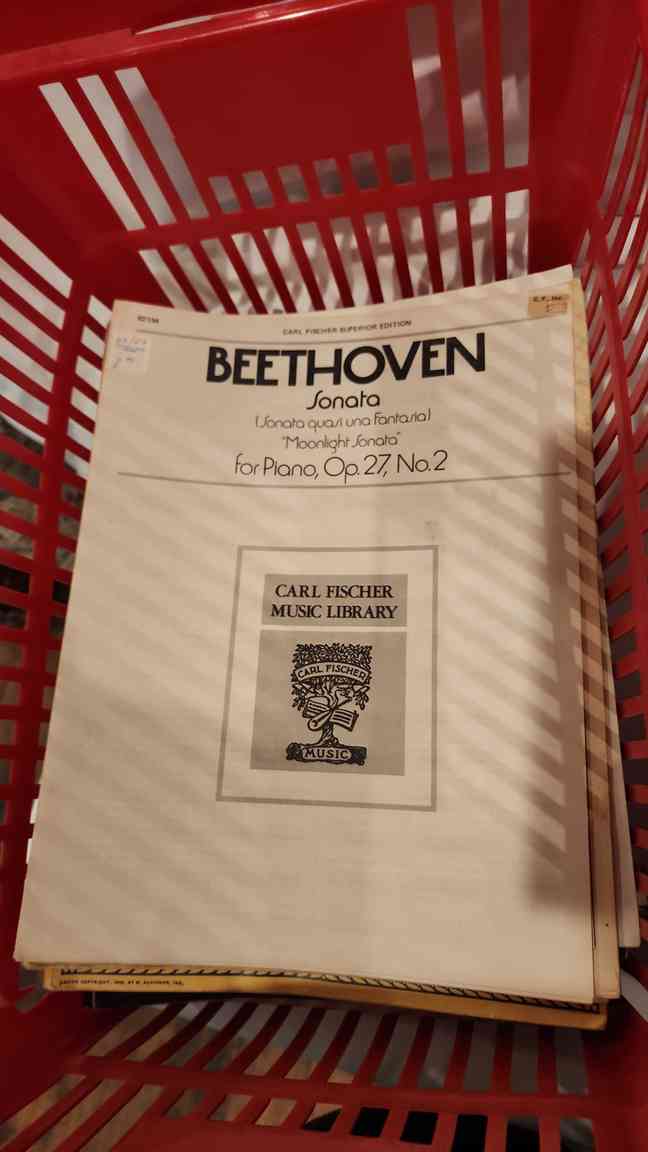 CARL FISCHER SUPERIOR EDITION
BEETHOVEN
Sonata
(Sonata quasi una Fantasia)
"Moonlight Sonata"
for Piano, Op. 27, No. 2
CARL FISCHER
MUSIC LIBRARY
CARL FISCHER
MUSIC